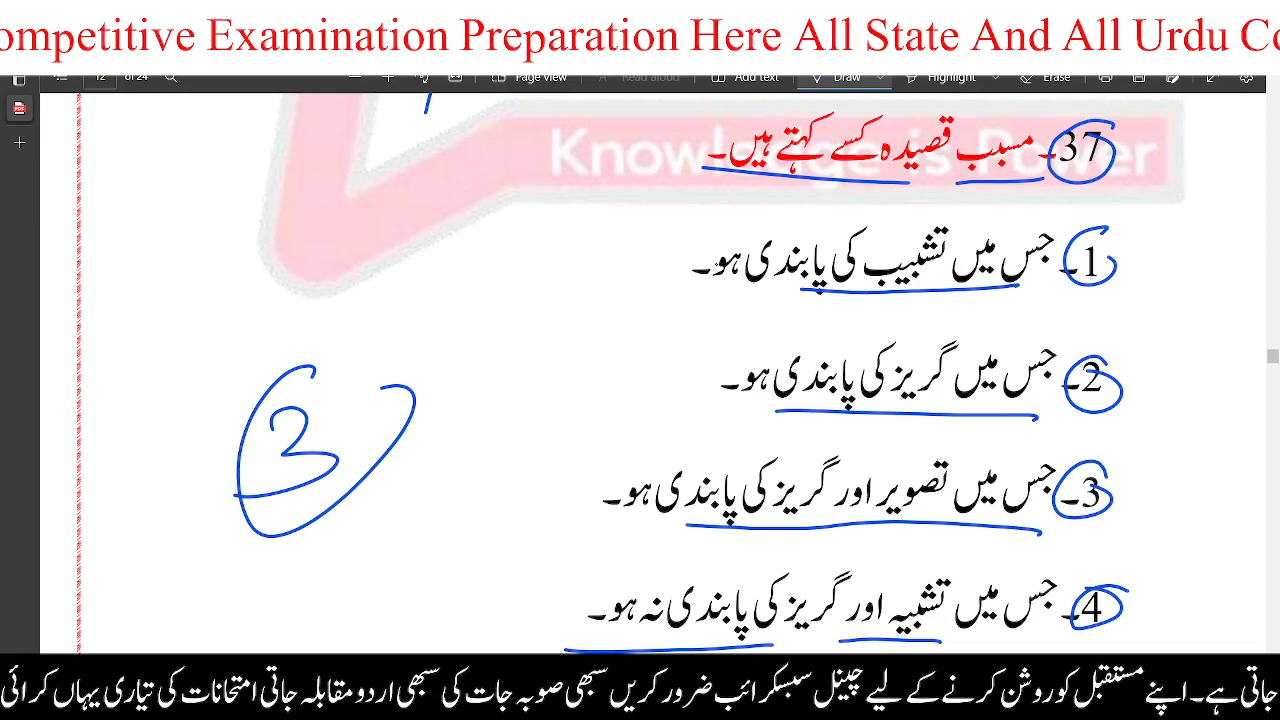 ompetitive Examination Preparation Here All State And All Urdu Co
12 of 24 Page view A Read aloud Add text Draw Highlight Erase
Knowledge is Power
37۔ مسبب قصیدہ کسے کہتے ہیں۔
1۔ جس میں تشبیب کی پابندی ہو۔
2۔ جس میں گریز کی پابندی ہو۔
3۔ جس میں تصویر اور گریز کی پابندی ہو۔
3
4۔ جس میں تشبیہ اور گریز کی پابندی نہ ہو۔
جاتی ہے۔ اپنے مستقبل کو روشن کرنے کے لیے چینل سبسکرائب ضرور کریں سبھی صوبہ جات کی سبھی اردو مقابلہ جاتی امتحانات کی تیاری یہاں کرائی